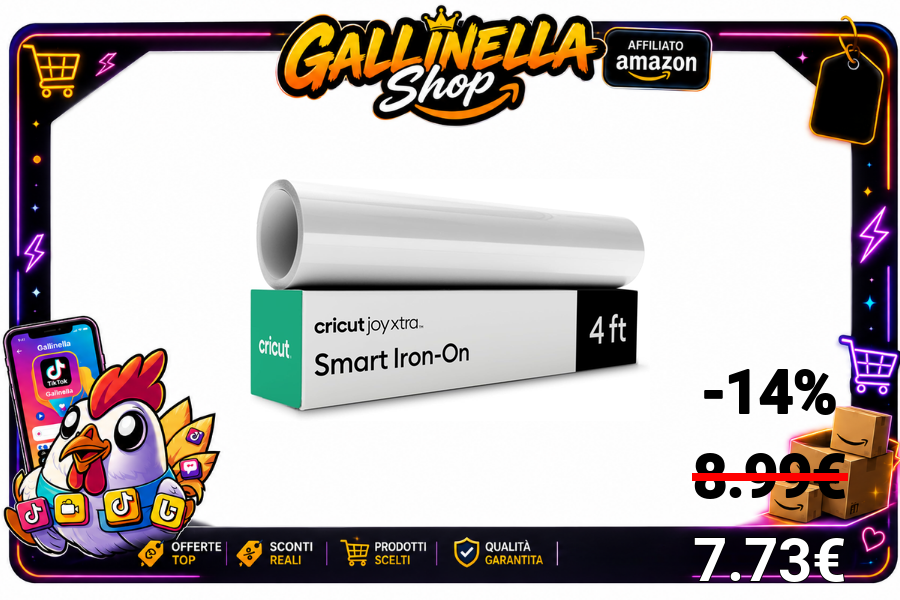 GALLINELLA
Shop
AFFILIATO
amazon
cricut joy xtra™
Smart Iron-On
cricut
4 ft
Gallinella
TikTok
Gallinella
-14%
8.99€
7.73€
OFFERTE
TOP
SCONTI
REALI
PRODOTTI
SCELTI
QUALITÀ
GARANTITA